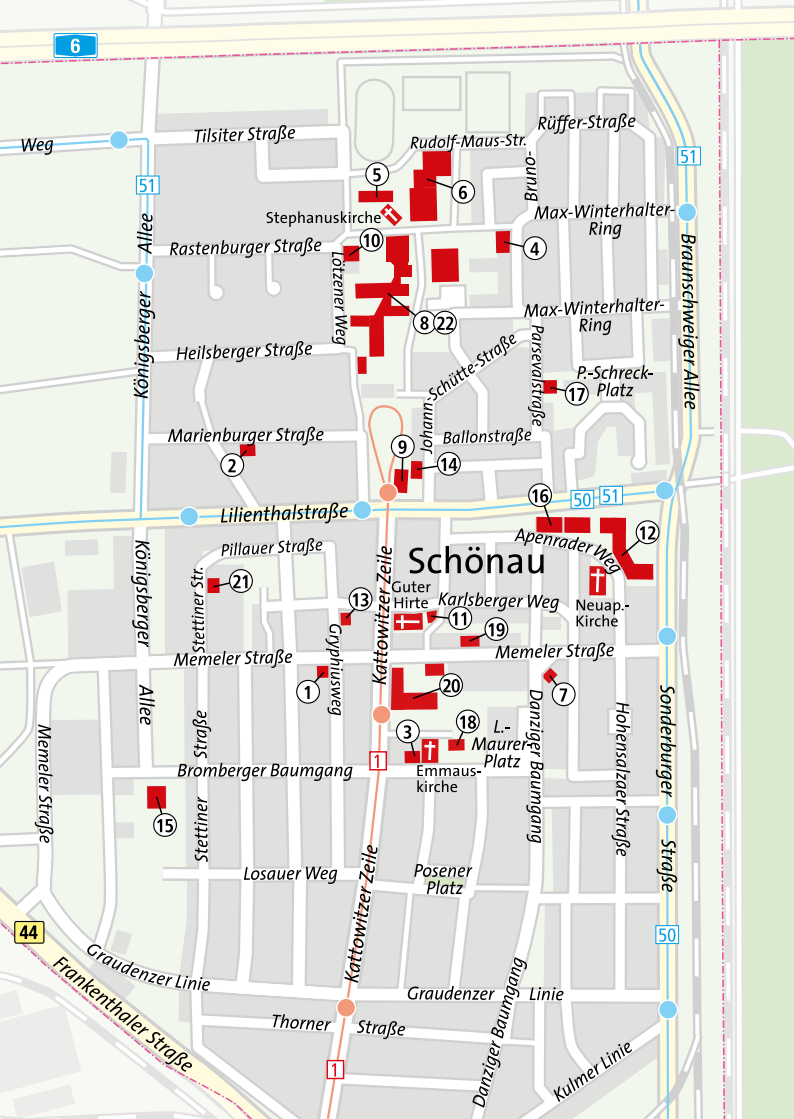 6
Weg
Tilsiter Straße
Rudolf-Maus-Str.
Rüffer-Straße
Bruno-
51
51
5
6
Stephanuskirche
Max-Winterhalter-
Ring
Königsberger
Allee
Rastenburger Straße
10
4
Lötzener Weg
Braunschweiger Allee
8
22
Max-Winterhalter-
Ring
Heilsberger Straße
Johann-Schütte-Straße
Parsevalstraße
P.-Schreck-
Platz
17
Marienburger Straße
2
9
14
Ballonstraße
Lilienthalstraße
16
50
51
12
Pillauer Straße
Schönau
Apenrader Weg
Königsberger
Allee
Stettiner Str.
21
Kattowitzer Zeile
Guter
Hirte
13
11
Karlsberger Weg
Neuap.-
Kirche
Gryphiusweg
19
Memeler Straße
Memeler Straße
1
20
7
Danziger Baumgang
Hohensalzaer Straße
Sonderburger
Straße
Memeler Straße
Stettiner
Straße
3
18
L.-
Maurer-
Platz
1
Bromberger Baumgang
Emmaus-
kirche
15
Losauer Weg
Kattowitzer Zeile
Posener
Platz
44
50
Graudenzer Linie
Frankenthaler Straße
Graudenzer
Linie
Thorner
Straße
Danziger Baumgang
Kulmer Linie
1